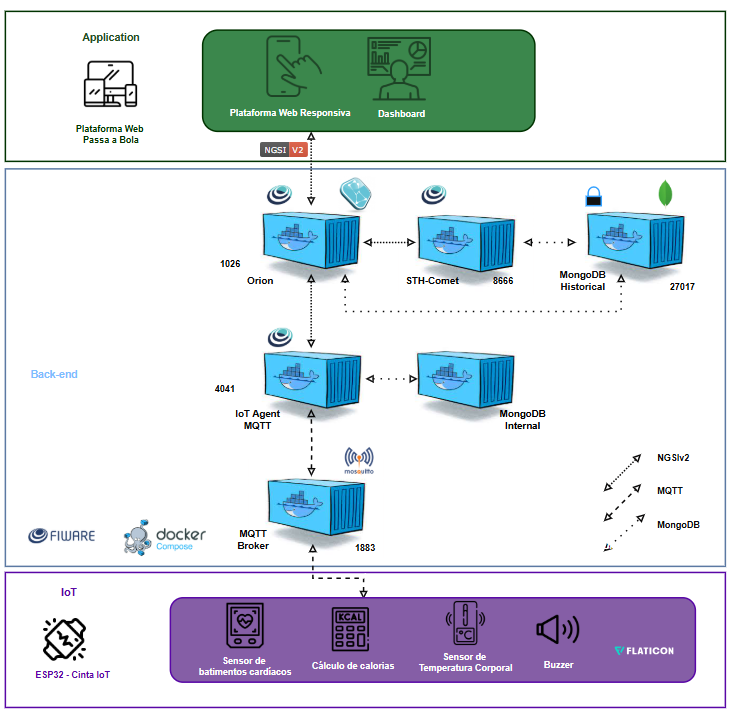 Application
Plataforma Web
Passa a Bola
Plataforma Web Responsiva
Dashboard
NGSI V2
1026
Orion
STH-Comet
8666
MongoDB
Historical
27017
Back-end
4041
IoT Agent
MQTT
MongoDB
Internal
mosquitto
MQTT
Broker
1883
NGSIv2
MQTT
MongoDB
FIWARE
docker
Compose
IoT
ESP32 - Cinta IoT
Sensor de
batimentos cardíacos
KCAL
Cálculo de calorias
°C
Sensor de
Temperatura Corporal
Buzzer
FLATICON